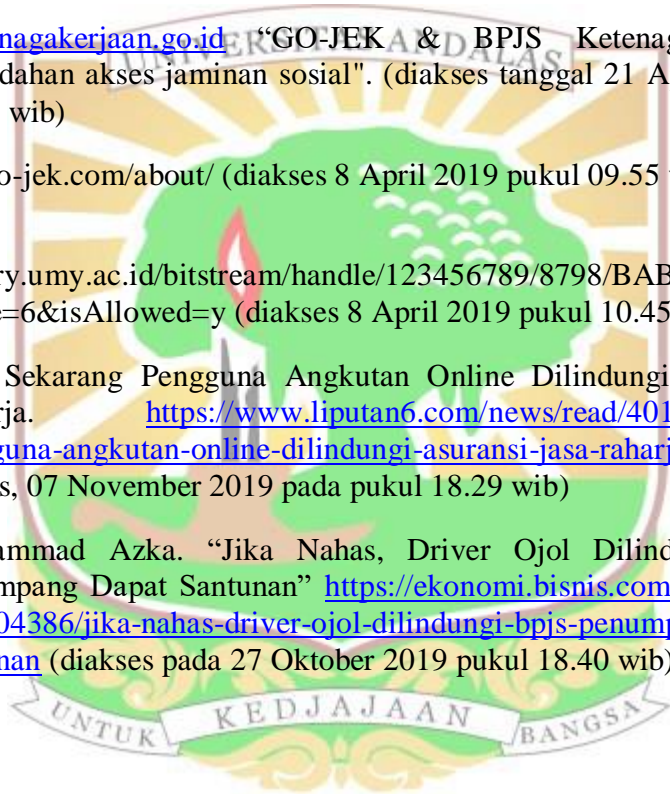 nagakerjaan.go.id “GO-JEK & BPJS Ketenag
UNIVERSITAS ANDALAS
dahan akses jaminan sosial". (diakses tanggal 21 A
wib)
o-jek.com/about/ (diakses 8 April 2019 pukul 09.55
ry.umy.ac.id/bitstream/handle/123456789/8798/BAB
e=6&isAllowed=y (diakses 8 April 2019 pukul 10.45
Sekarang Pengguna Angkutan Online Dilindungi
rja. https://www.liputan6.com/news/read/401
guna-angkutan-online-dilindungi-asuransi-jasa-raharj
s, 07 November 2019 pada pukul 18.29 wib)
ammad Azka. “Jika Nahas, Driver Ojol Dilind
mpang Dapat Santunan” https://ekonomi.bisnis.com
04386/jika-nahas-driver-ojol-dilindungi-bpjs-penump
nan (diakses pada 27 Oktober 2019 pukul 18.40 wib)
UNTUK KEDJAJAAN BANGSA